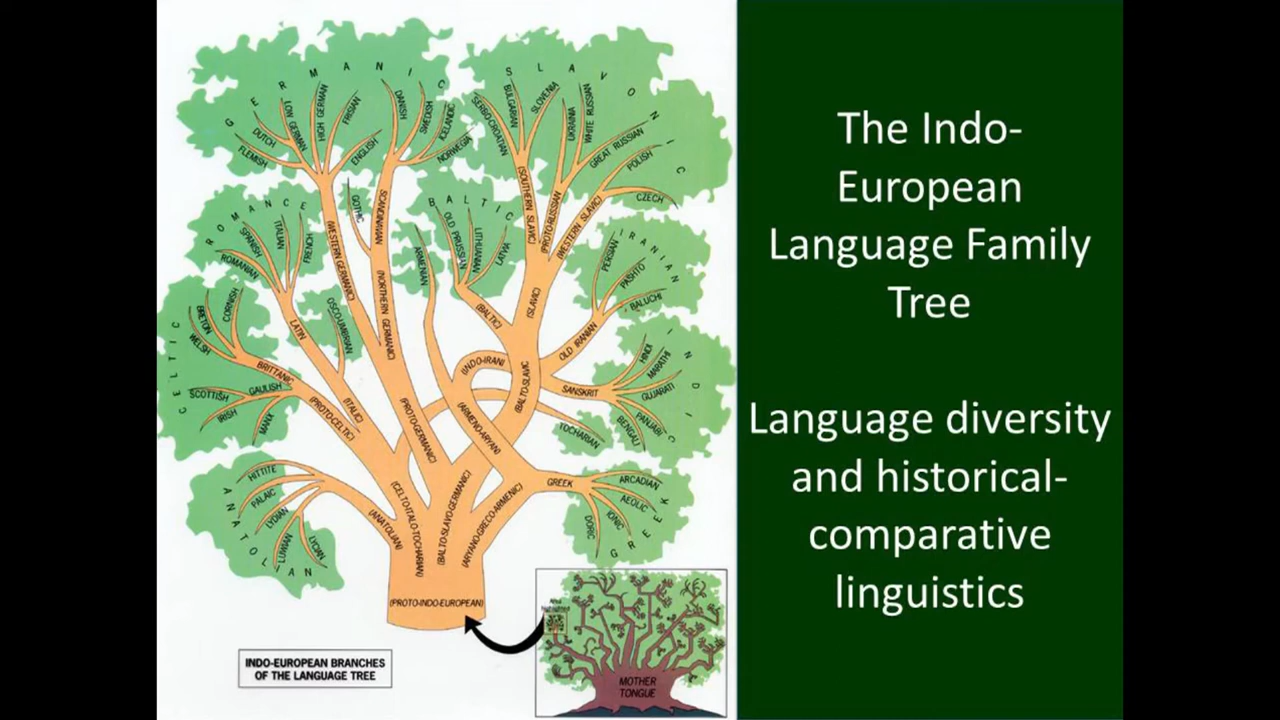 GERMANIC
FLEMISH
DUTCH
LOW GERMAN
HIGH GERMAN
FRISIAN
ENGLISH
DANISH
SWEDISH
ICELANDIC
NORWEGIA
GOTHIC
SCANDINAVIAN
(WESTERN GERMANIC)
(NORTHERN GERMANIC)
SLAVONIC
SERBO-CROATIAN
BULGARIAN
SLOVENIA
UKRAINIA
WHITE RUSSIAN
GREAT RUSSIAN
POLISH
CZECH
(SOUTHERN SLAVIC)
(PROTO-RUSSIAN)
(WESTERN SLAVIC)
ROMANCE
ROMANIAN
SPANISH
ITALIAN
FRENCH
LATIN
OSCO-UMBRIAN
BALTIC
OLD PRUSSIAN
LITHUANIAN
LATVIA
ARMENIAN
(BALTIC)
(SLAVIC)
IRANIAN
PERSIAN
PASHTO
BALUCHI
OLD IRANIAN
CELTIC
WELSH
BRETON
CORNISH
BRITTANIC
GAULISH
SCOTTISH
IRISH
MANX
(PROTO-CELTIC)
(ITALIC)
(PROTO-GERMANIC)
(ARMENO-ARYAN)
(INDO-IRANI)
(BALTO-SLAVIC
INDIC
SANSKRIT
HINDI
MARATHI
GUJARATI
PANJABI
BENGALI
TOCHARIAN
ANATOLIAN
HITTITE
PALAIC
LYDIAN
LUWIAN
LYCIAN
(ANATOLIAN)
(CELTO-ITALO-TOCHARIAN)
(BALTO-SLAVO-GERMANIC)
(ARYANO-GRECO-ARMENIC)
GREEK
GREEK
ARCADIAN
AEOLIC
IONIC
DORIC
(PROTO-INDO-EUROPEAN)
MOTHER
TONGUE
INDO-EUROPEAN BRANCHES
OF THE LANGUAGE TREE
The Indo-
European
Language Family
Tree
Language diversity
and historical-
comparative
linguistics